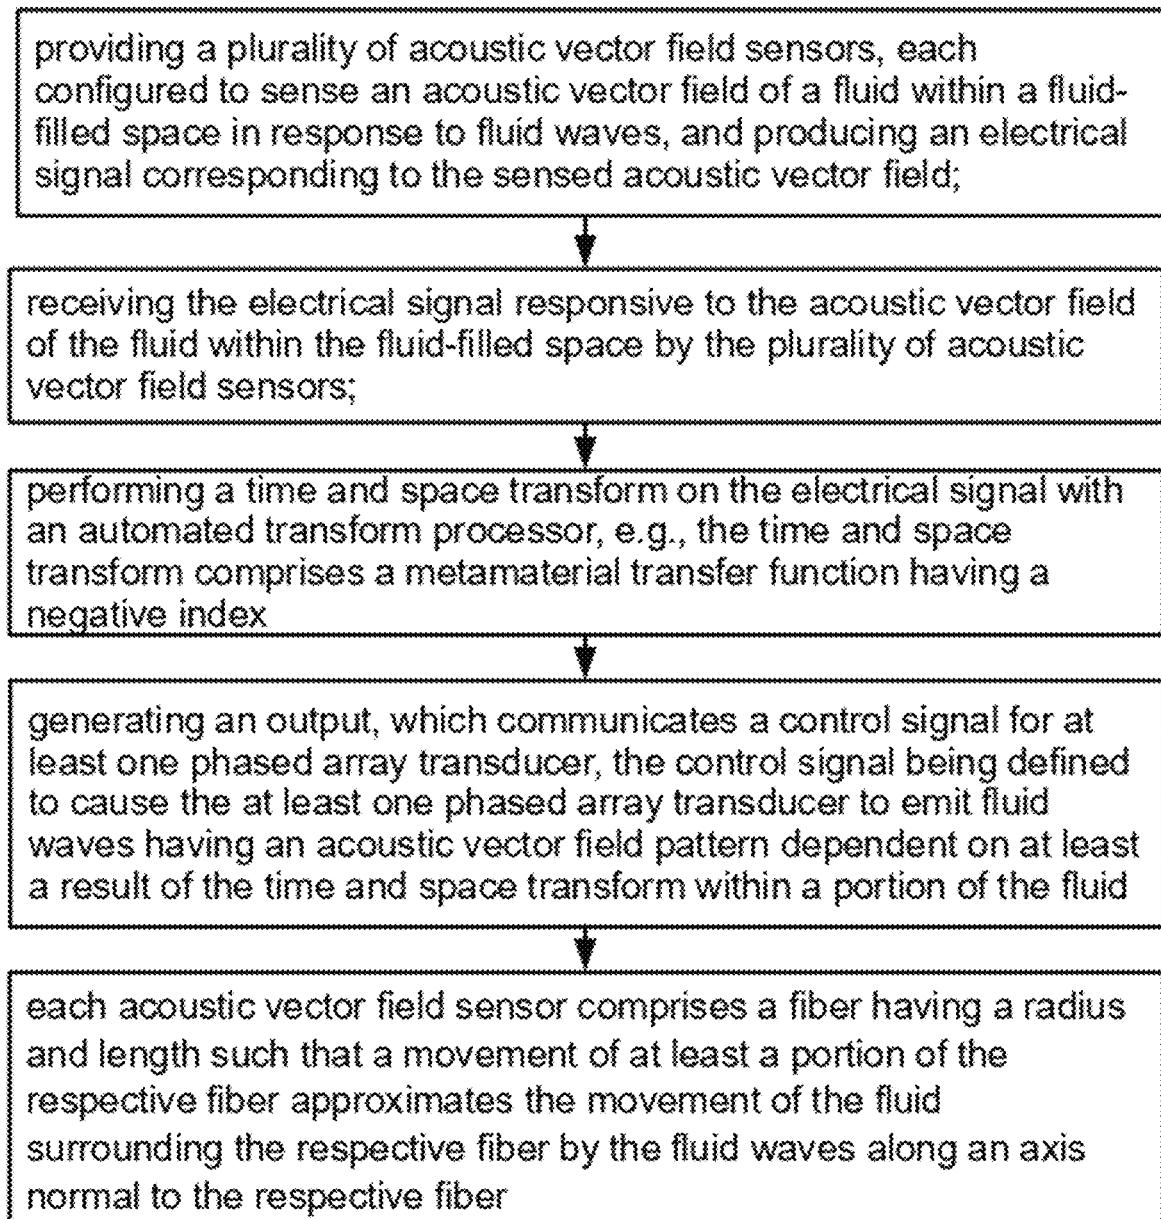 providing a plurality of acoustic vector field sensors, each
configured to sense an acoustic vector field of a fluid within a fluid-
filled space in response to fluid waves, and producing an electrical
signal corresponding to the sensed acoustic vector field;
receiving the electrical signal responsive to the acoustic vector field
of the fluid within the fluid-filled space by the plurality of acoustic
vector field sensors;
performing a time and space transform on the electrical signal with
an automated transform processor, e.g., the time and space
transform comprises a metamaterial transfer function having a
negative index
generating an output, which communicates a control signal for at
least one phased array transducer, the control signal being defined
to cause the at least one phased array transducer to emit fluid
waves having an acoustic vector field pattern dependent on at least
a result of the time and space transform within a portion of the fluid
each acoustic vector field sensor comprises a fiber having a radius
and length such that a movement of at least a portion of the
respective fiber approximates the movement of the fluid
surrounding the respective fiber by the fluid waves along an axis
normal to the respective fiber